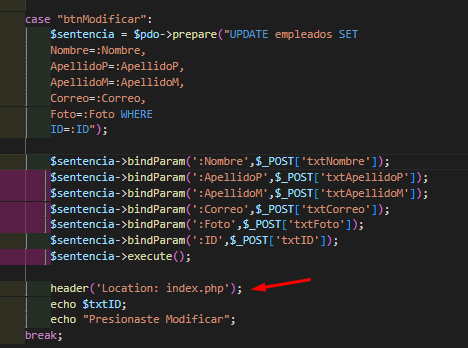 case "btnModificar":
$sentencia = $pdo->prepare("UPDATE empleados SET
Nombre=:Nombre,
ApellidoP=:ApellidoP,
ApellidoM=:ApellidoM,
Correo=:Correo,
Foto=:Foto WHERE
ID=:ID");
$sentencia->bindParam(':Nombre',$_POST['txtNombre']);
$sentencia->bindParam(':ApellidoP',$_POST['txtApellidoP']);
$sentencia->bindParam(':ApellidoM',$_POST['txtApellidoM']);
$sentencia->bindParam(':Correo',$_POST['txtCorreo']);
$sentencia->bindParam(':Foto',$_POST['txtFoto']);
$sentencia->bindParam(':ID',$_POST['txtID']);
$sentencia->execute();
header('Location: index.php');
echo $txtID;
echo "Presionaste Modificar";
break;